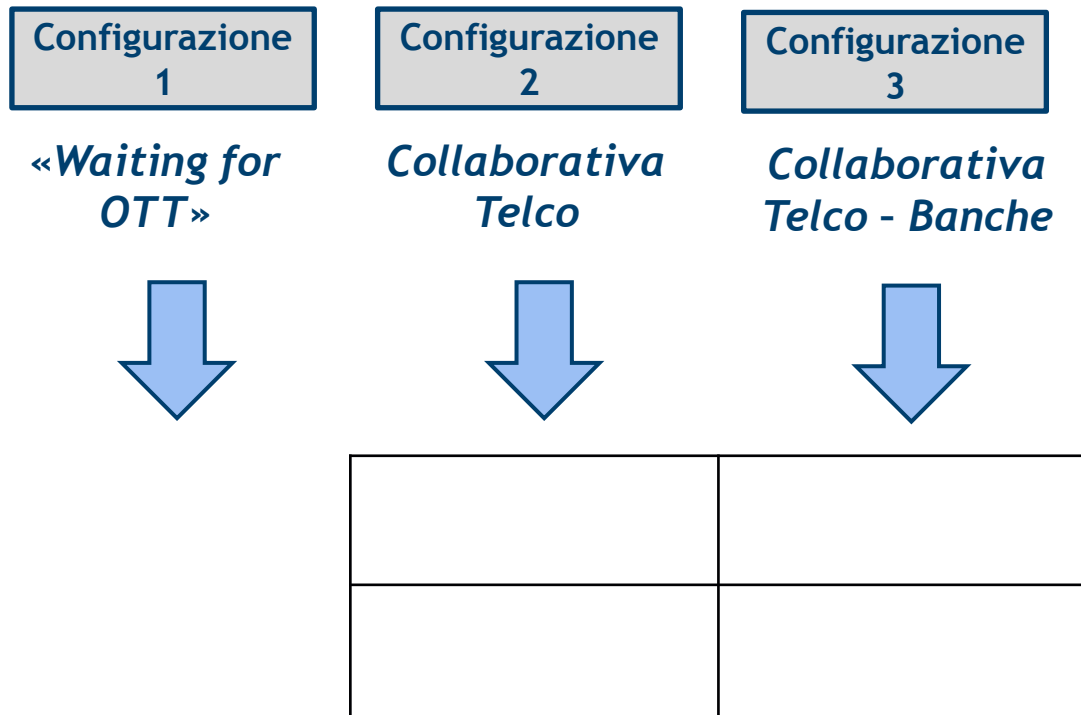 Configurazione
1
«Waiting for
OTT»
Configurazione
2
Collaborativa
Telco
Configurazione
3
Collaborativa
Telco – Banche